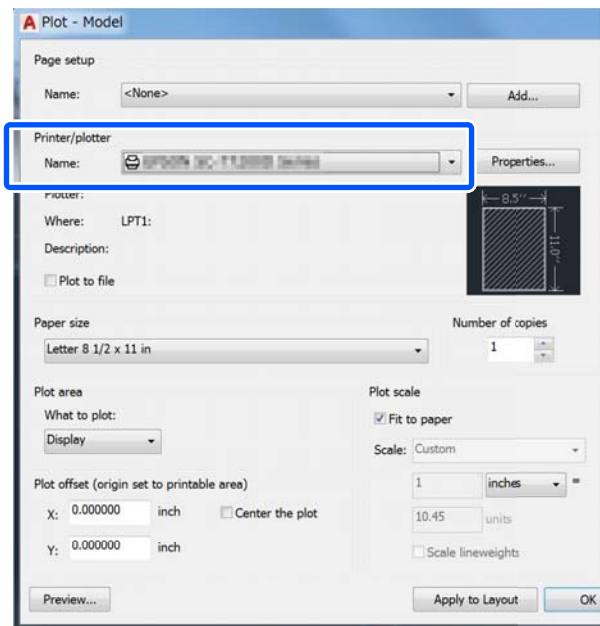 Plot - Model
Page setup
Name: <None> Add...
Printer/plotter
Name: Properties...
Plotter:
Where: LPT1:
Description:
Plot to file
8.5''
11.0''
Paper size
Number of copies
Letter 8 1/2 x 11 in
1
Plot area
What to plot:
Display
Plot scale
Fit to paper
Scale: Custom
1 inches =
10.45 units
Scale lineweights
Plot offset (origin set to printable area)
X: 0.000000 inch Center the plot
Y: 0.000000 inch
Preview... Apply to Layout OK